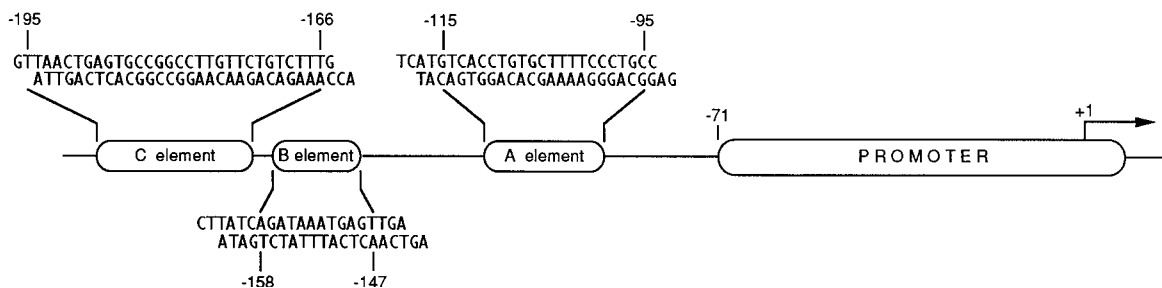 -195 -166 -115 -95
GTTAACTGAGTGCCGGCCTTGTTCTGTCTTTG TCATGTCACCTGTGCTTTTCCCTGCC
ATTGACTCACGGCCGGAACAAGACAGAAACCA TACAGTGGACACGAAAAGGGACGGAG
-71 +1
C element B element A element PROMOTER
CTTATCAGATAAATGAGTTGA
ATAGTCTATTTACTCAACTGA
-158 -147